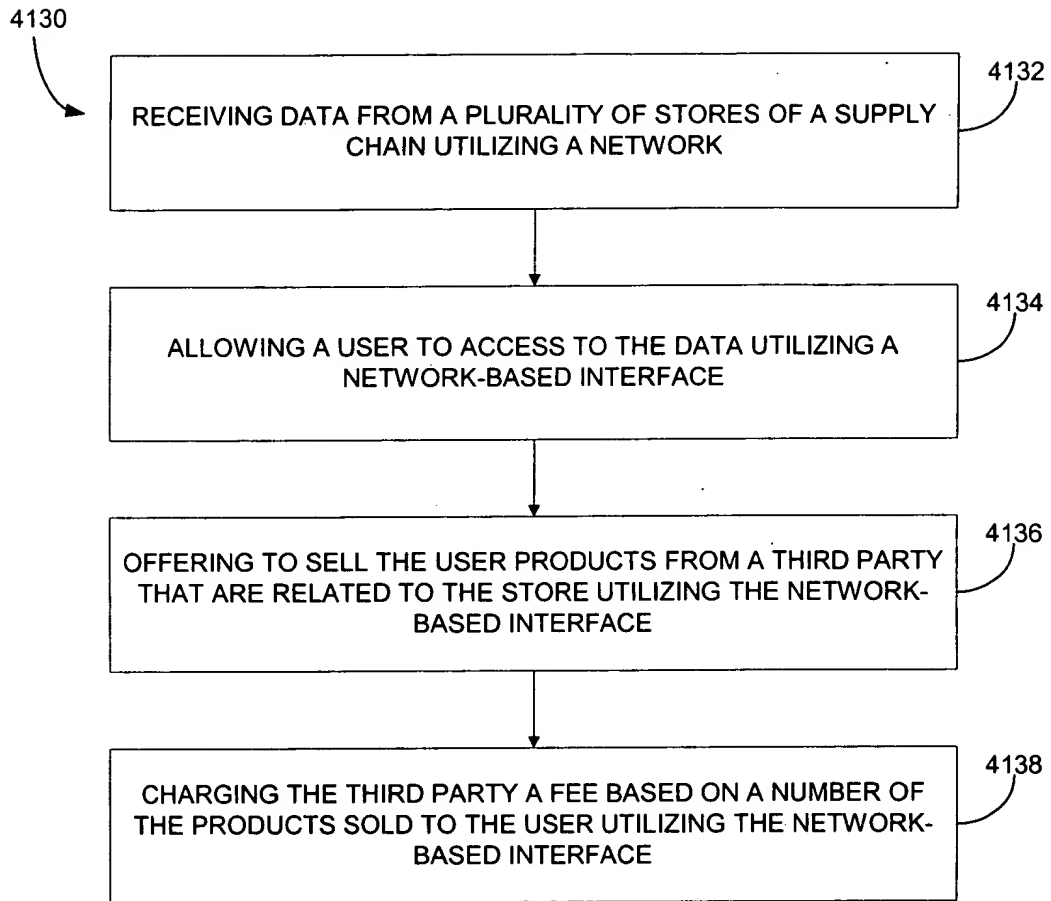 4130
4132
RECEIVING DATA FROM A PLURALITY OF STORES OF A SUPPLY
CHAIN UTILIZING A NETWORK
4134
ALLOWING A USER TO ACCESS TO THE DATA UTILIZING A
NETWORK-BASED INTERFACE
4136
OFFERING TO SELL THE USER PRODUCTS FROM A THIRD PARTY
THAT ARE RELATED TO THE STORE UTILIZING THE NETWORK-
BASED INTERFACE
4138
CHARGING THE THIRD PARTY A FEE BASED ON A NUMBER OF
THE PRODUCTS SOLD TO THE USER UTILIZING THE NETWORK-
BASED INTERFACE